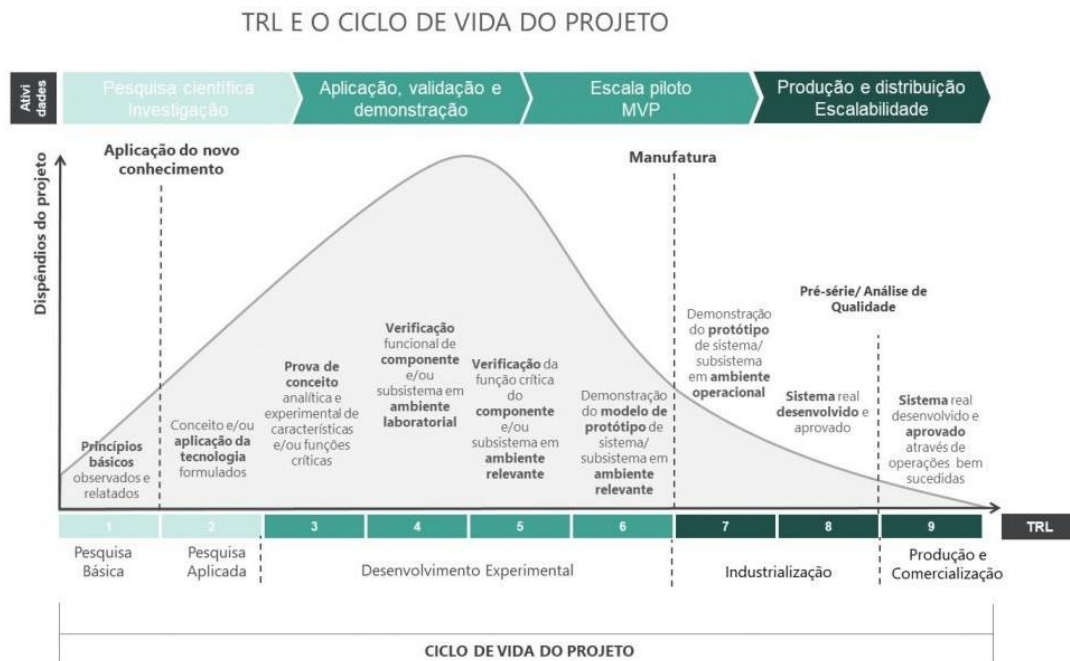 TRL E O CICLO DE VIDA DO PROJETO
Ativi
dades
Pesquisa científica
Investigação
Aplicação, validação e
demonstração
Escala piloto
MVP
Produção e distribuição
Escalabilidade
Dispêndios do projeto
Aplicação do novo
conhecimento
Manufatura
Pré-série/ Análise de
Qualidade
Princípios
básicos
observados e
relatados
Conceito e/ou
aplicação da
tecnologia
formulados
Prova de
conceito
analítica e
experimental de
características
e/ou funções
críticas
Verificação
funcional de
componente
e/ou
subsistema em
ambiente
laboratorial
Verificação da
função crítica
do
componente
e/ou
subsistema em
ambiente
relevante
Demonstração
do modelo de
protótipo de
sistema/
subsistema em
ambiente
relevante
Demonstração
do protótipo
de sistema/
subsistema
em ambiente
operacional
Sistema real
desenvolvido e
aprovado
Sistema real
desenvolvido e
aprovado
através de
operações bem
sucedidas
1 2 3 4 5 6 7 8 9 TRL
Pesquisa
Básica
Pesquisa
Aplicada
Desenvolvimento Experimental
Industrialização
Produção e
Comercialização
CICLO DE VIDA DO PROJETO